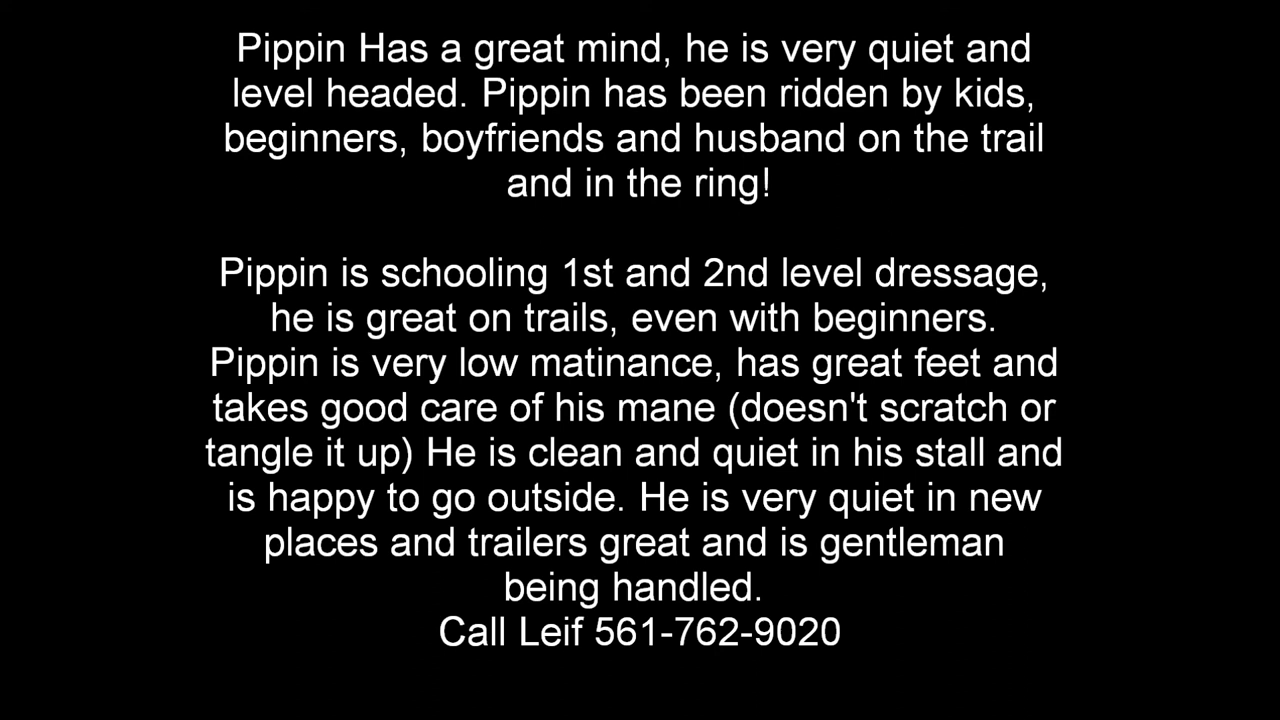 Pippin Has a great mind, he is very quiet and
level headed. Pippin has been ridden by kids,
beginners, boyfriends and husband on the trail
and in the ring!
Pippin is schooling 1st and 2nd level dressage,
he is great on trails, even with beginners.
Pippin is very low matinance, has great feet and
takes good care of his mane (doesn't scratch or
tangle it up) He is clean and quiet in his stall and
is happy to go outside. He is very quiet in new
places and trailers great and is gentleman
being handled.
Call Leif 561-762-9020